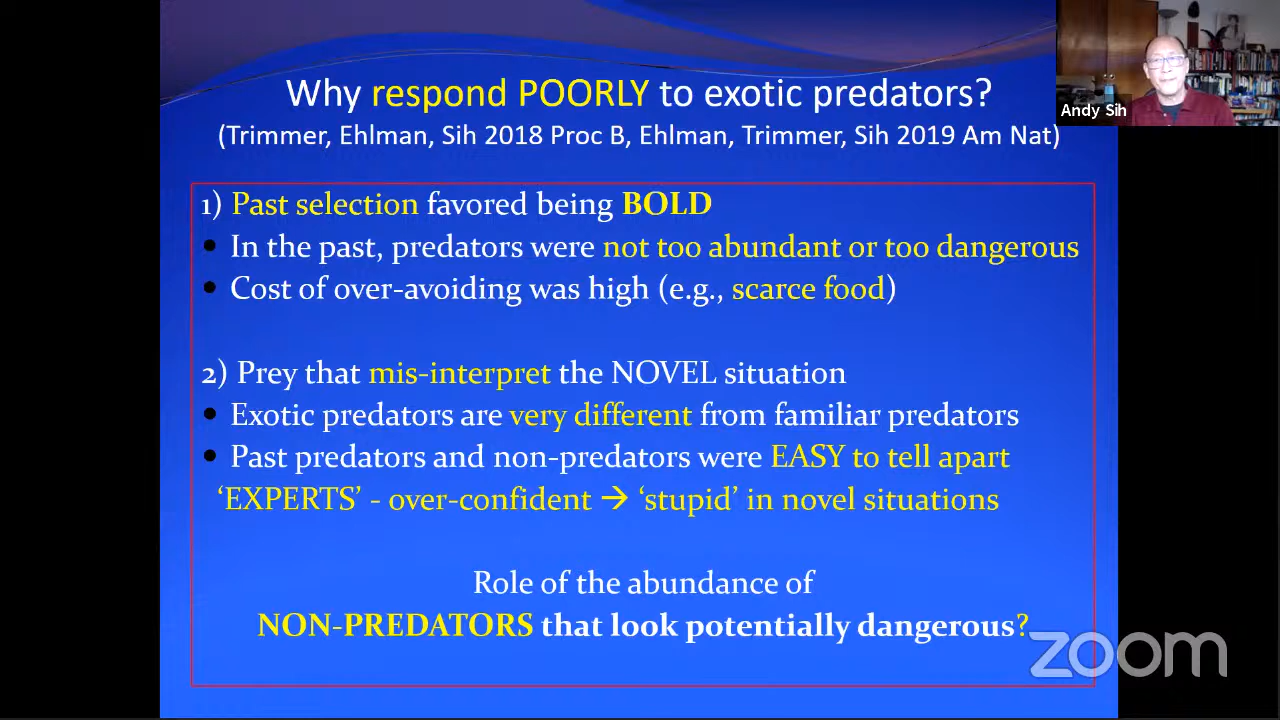 Why respond POORLY to exotic predators?
(Trimmer, Ehlman, Sih 2018 Proc B, Ehlman, Trimmer, Sih 2019 Am Nat)
Andy Sih
1) Past selection favored being BOLD
• In the past, predators were not too abundant or too dangerous
• Cost of over-avoiding was high (e.g., scarce food)
2) Prey that mis-interpret the NOVEL situation
• Exotic predators are very different from familiar predators
• Past predators and non-predators were EASY to tell apart
‘EXPERTS’ - over-confident → ‘stupid’ in novel situations
Role of the abundance of
NON-PREDATORS that look potentially dangerous?
zoom